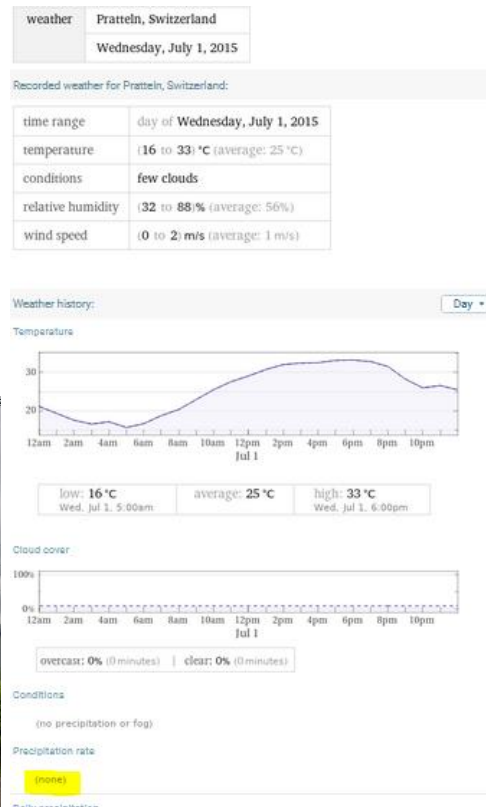 weather Pratteln, Switzerland
Wednesday, July 1, 2015
Recorded weather for Pratteln, Switzerland:
time range day of Wednesday, July 1, 2015
temperature (16 to 33) °C (average: 25 °C)
conditions few clouds
relative humidity (32 to 88)% (average: 56%)
wind speed (0 to 2) m/s (average: 1 m/s)
Weather history: Day
Temperature
30
20
12am 2am 4am 6am 8am 10am 12pm 2pm 4pm 6pm 8pm 10pm
Jul 1
low: 16 °C average: 25 °C high: 33 °C
Wed, Jul 1, 5:00am Wed, Jul 1, 6:00pm
Cloud cover
100%
0%
12am 2am 4am 6am 8am 10am 12pm 2pm 4pm 6pm 8pm 10pm
Jul 1
overcast: 0% (0 minutes) | clear: 0% (0 minutes)
Conditions
(no precipitation or fog)
Precipitation rate
(none)
Daily precipitation